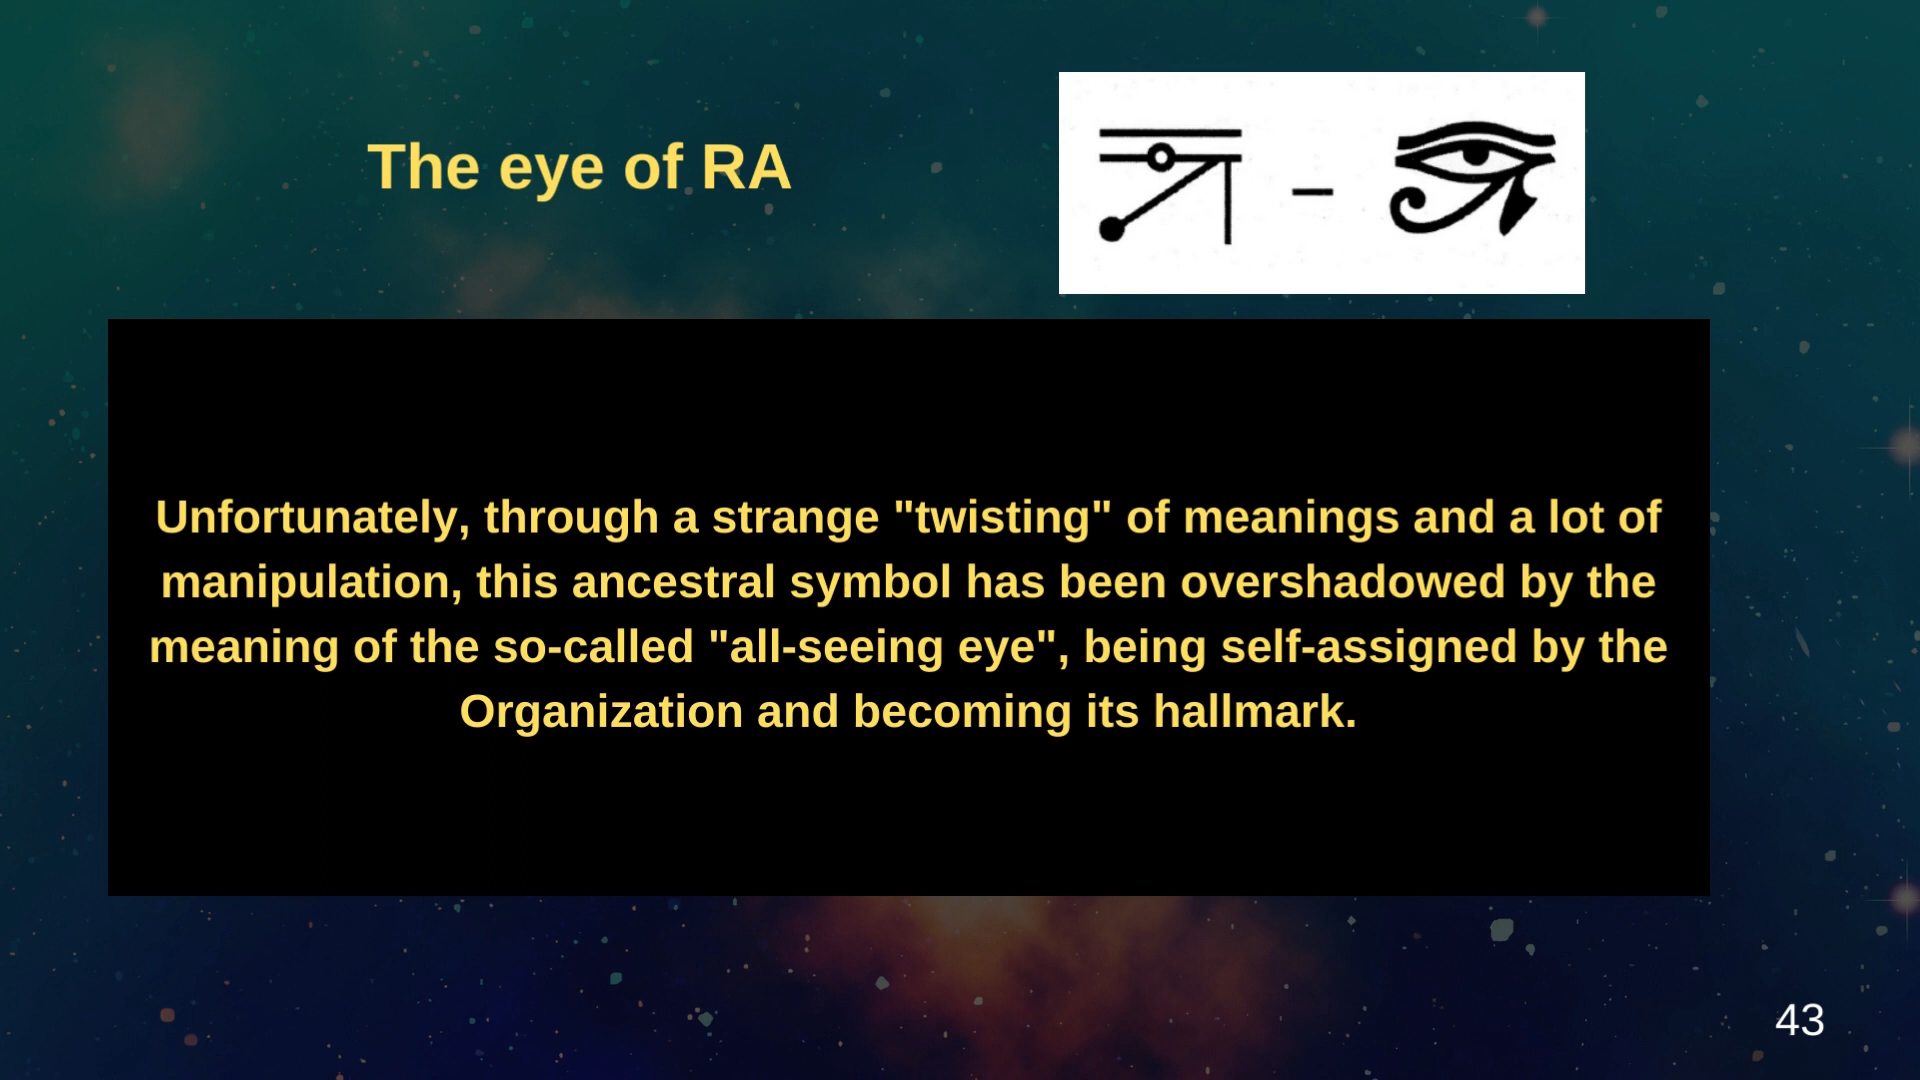 The eye of RA
Unfortunately, through a strange "twisting" of meanings and a lot of
manipulation, this ancestral symbol has been overshadowed by the
meaning of the so-called "all-seeing eye", being self-assigned by the
Organization and becoming its hallmark.
43